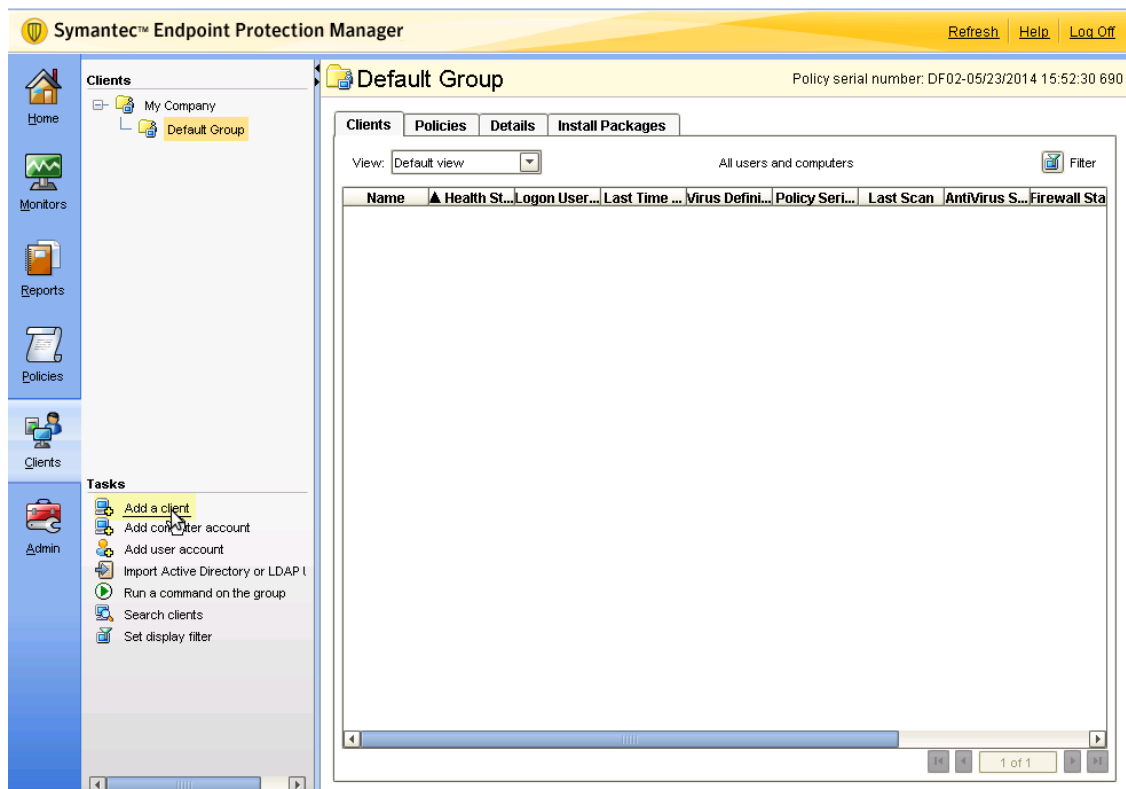 Symantec™ Endpoint Protection Manager
Refresh Help Log Off
Home
Monitors
Reports
Policies
Clients
Admin
Clients
My Company
Default Group
Tasks
Add a client
Add computer account
Add user account
Import Active Directory or LDAP
Run a command on the group
Search clients
Set display filter
Default Group
Policy serial number: DF02-05/23/2014 15:52:30 690
Clients Policies Details Install Packages
View: Default view
All users and computers
Filter
Name ▲ Health St... Logon User... Last Time ... Virus Defini... Policy Seri... Last Scan AntiVirus S... Firewall Sta
1 of 1